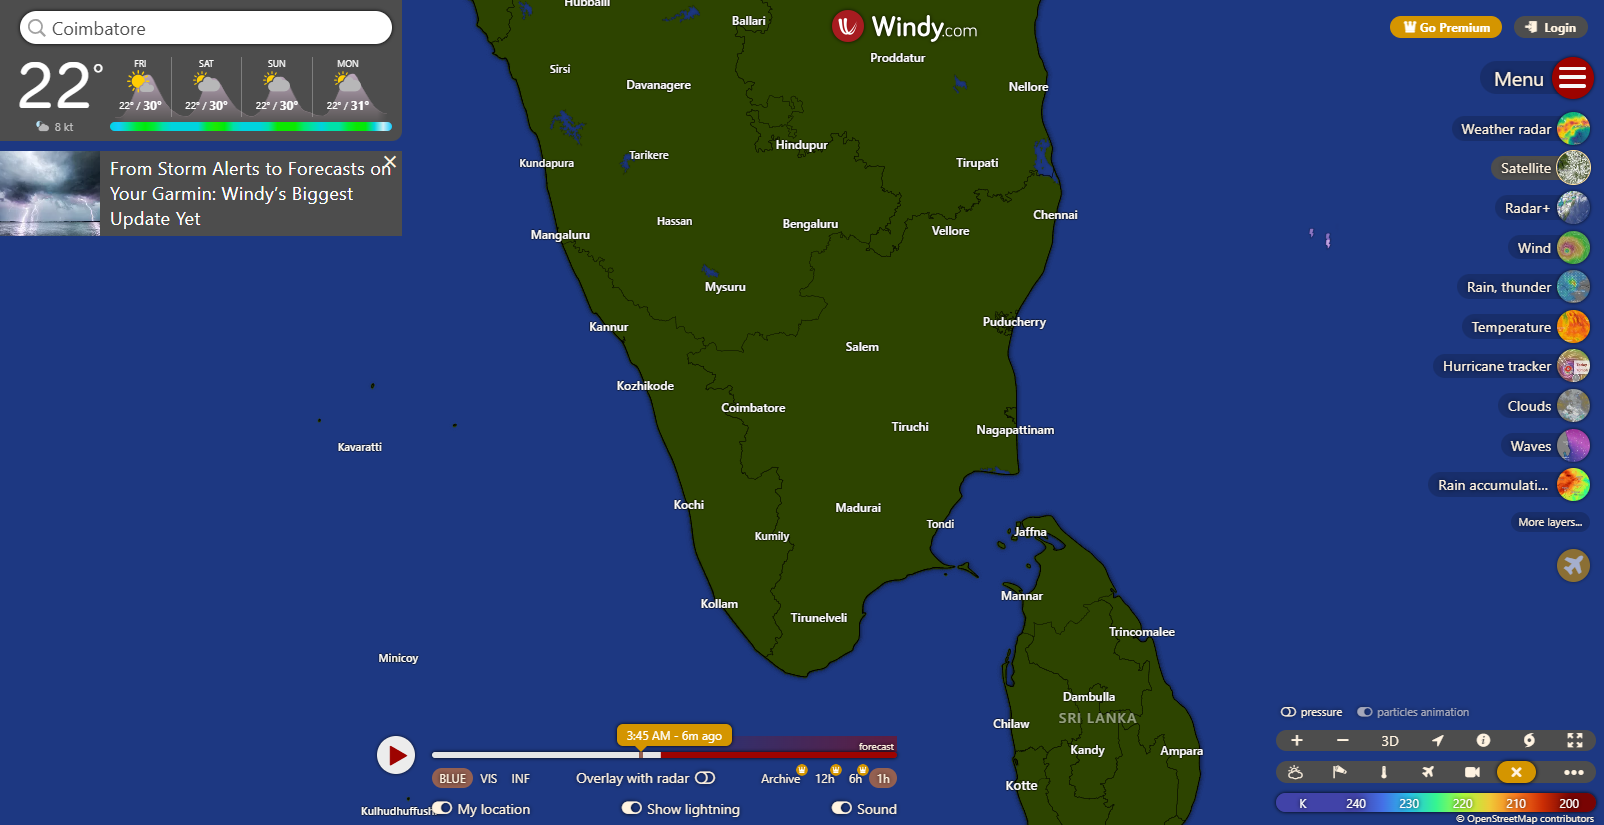 Coimbatore
22°
8 kt
FRI
22° / 30°
SAT
22° / 30°
SUN
22° / 30°
MON
22° / 31°
From Storm Alerts to Forecasts on
Your Garmin: Windy's Biggest
Update Yet
Windy.com
Go Premium
Login
Menu
Weather radar
Satellite
Radar+
Wind
Rain, thunder
Temperature
Hurricane tracker
Clouds
Waves
Rain accumulati...
More layers...
Hubballi
Ballari
Proddatur
Sirsi
Davanagere
Nellore
Hindupur
Kundapura
Tarikere
Tirupati
Hassan
Bengaluru
Chennai
Mangaluru
Vellore
Mysuru
Kannur
Puducherry
Salem
Kozhikode
Coimbatore
Tiruchi
Nagapattinam
Kavaratti
Kochi
Madurai
Tondi
Kumily
Jaffna
Mannar
Kollam
Tirunelveli
Trincomalee
Minicoy
Dambulla
Chilaw
SRI LANKA
Kandy
Ampara
Kotte
Kulhudhuffush
3:45 AM - 6m ago
forecast
BLUE VIS INF
Overlay with radar
Archive 12h 6h 1h
My location
Show lightning
Sound
pressure
particles animation
3D
K 240 230 220 210 200
© OpenStreetMap contributors